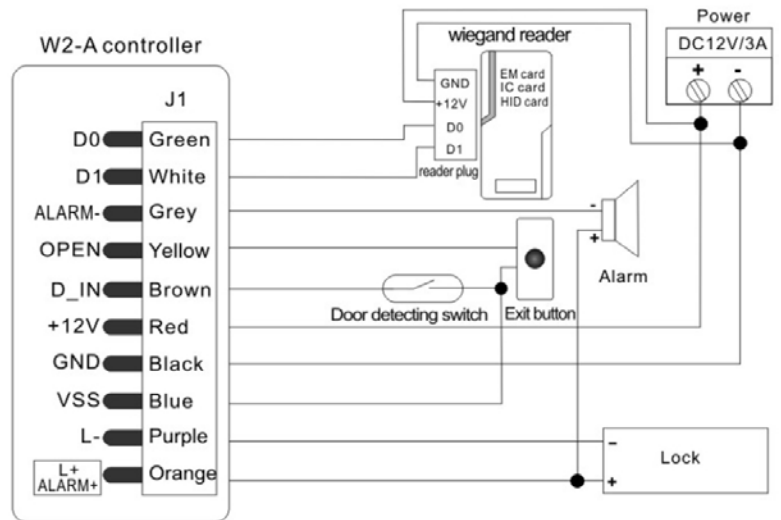 Power
W2-A controller
wiegand reader
DC12V/3A
+ -
J1
GND
+12V
D0
D1
reader plug
EM card
IC card
HID card
D0 Green
D1 White
ALARM- Grey
-
+
Alarm
OPEN Yellow
D_IN Brown
Door detecting switch
Exit button
+12V Red
GND Black
VSS Blue
L- Purple
L+
ALARM+
Orange
-
Lock
+